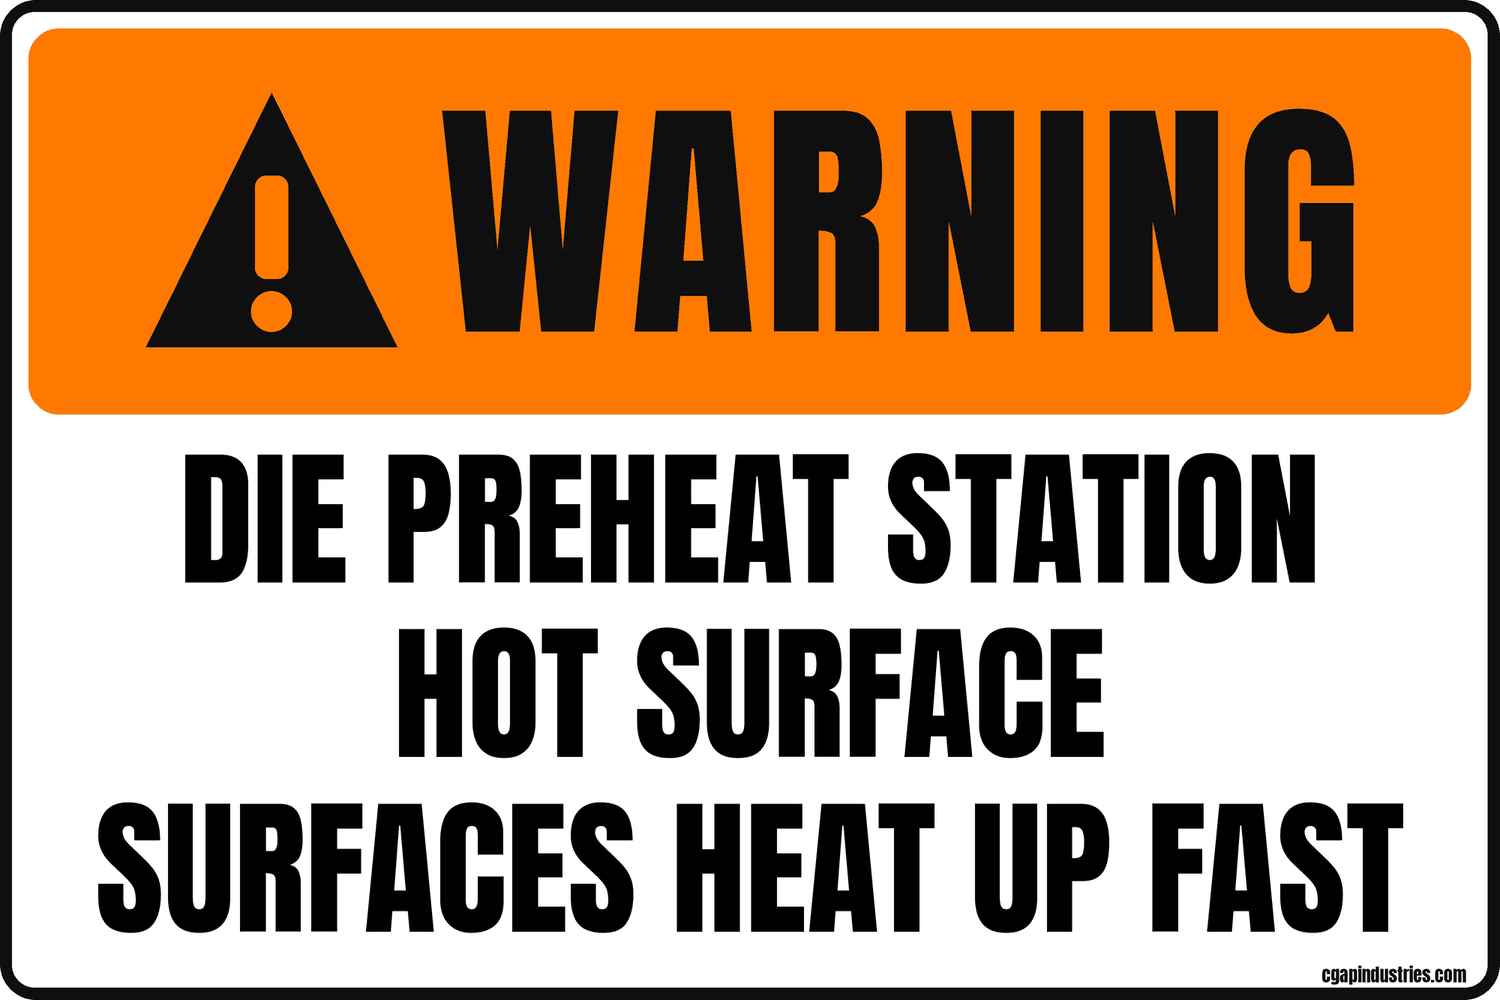 WARNING
DIE PREHEAT STATION
HOT SURFACE
SURFACES HEAT UP FAST
cgapindustries.com